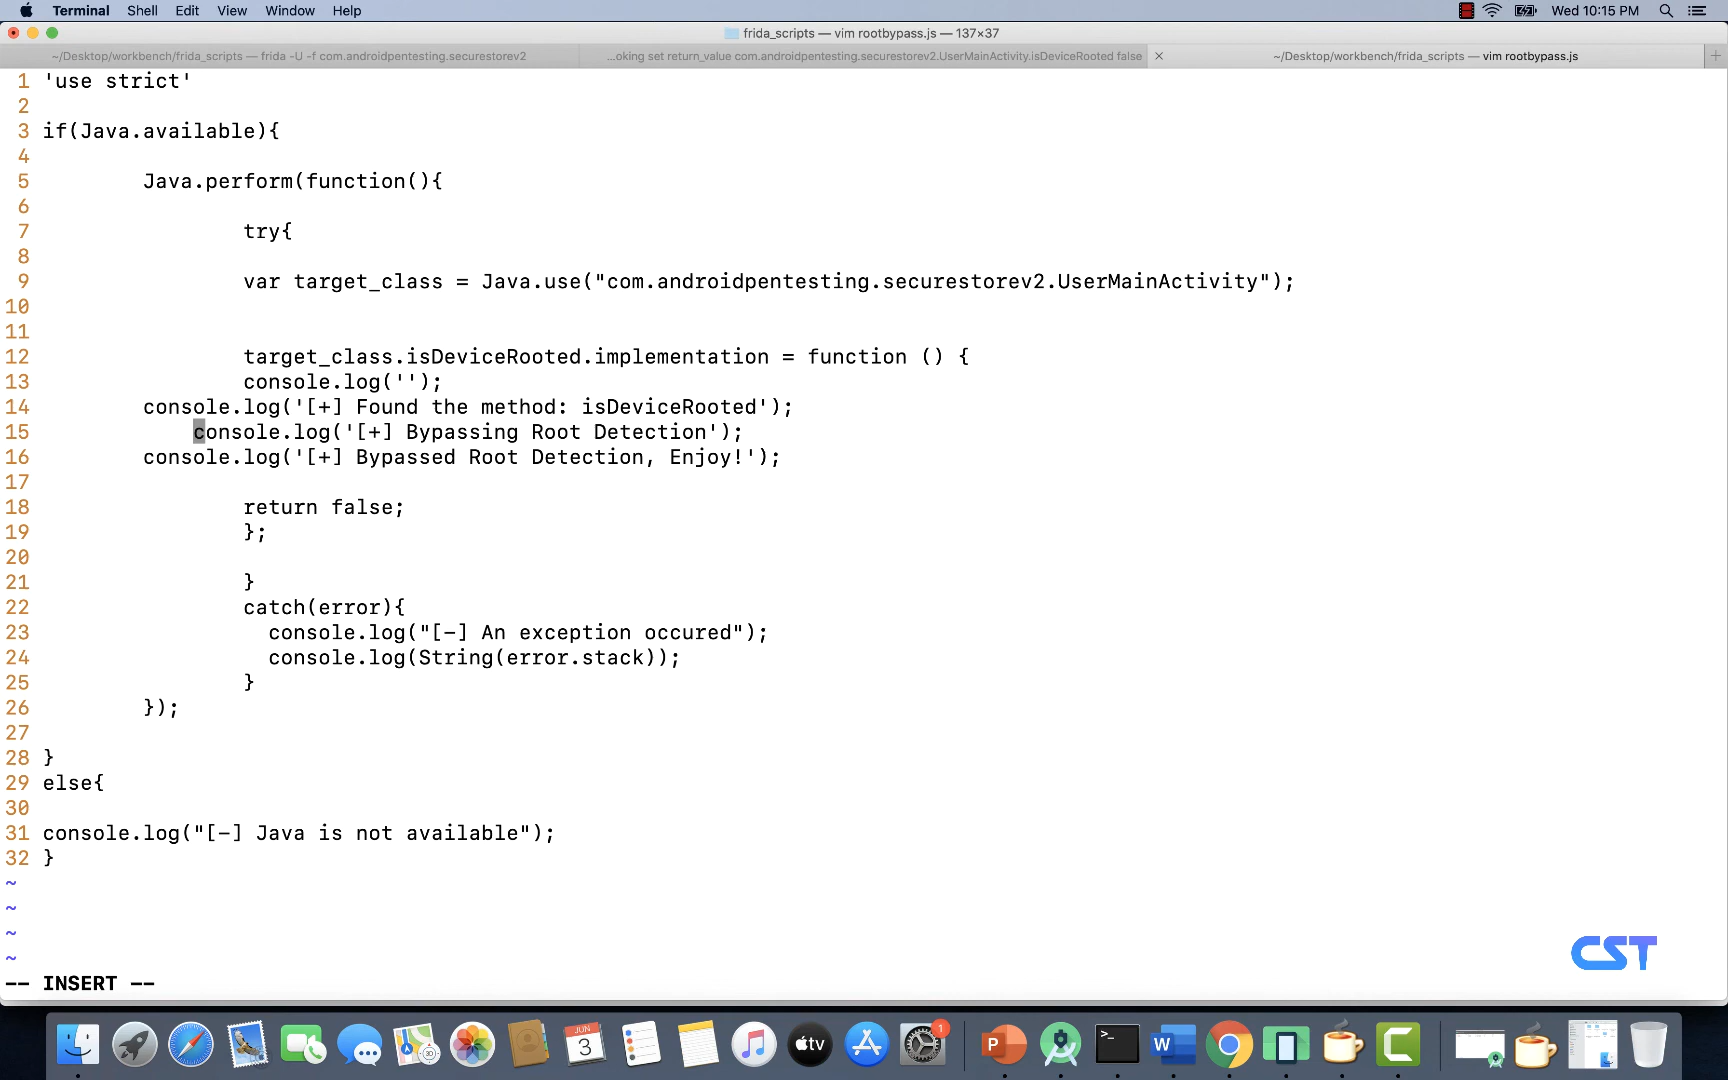 Terminal Shell Edit View Window Help Wed 10:15 PM
frida_scripts — vim rootbypass.js — 137×37
~/Desktop/workbench/frida_scripts — frida -U -f com.androidpentesting.securestorev2 ...oking set return_value com.androidpentesting.securestorev2.UserMainActivity.isDeviceRooted false ~/Desktop/workbench/frida_scripts — vim rootbypass.js
1 'use strict'
2
3 if(Java.available){
4
5 Java.perform(function(){
6
7 try{
8
9 var target_class = Java.use("com.androidpentesting.securestorev2.UserMainActivity");
10
11
12 target_class.isDeviceRooted.implementation = function () {
13 console.log('');
14 console.log('[+] Found the method: isDeviceRooted');
15 console.log('[+] Bypassing Root Detection');
16 console.log('[+] Bypassed Root Detection, Enjoy!');
17
18 return false;
19 };
20
21 }
22 catch(error){
23 console.log("[-] An exception occured");
24 console.log(String(error.stack));
25 }
26 });
27
28 }
29 else{
30
31 console.log("[-] Java is not available");
32 }
~
~
~
~
CST
-- INSERT --
JUN
3
3D
tv
1
P
>_
W
C